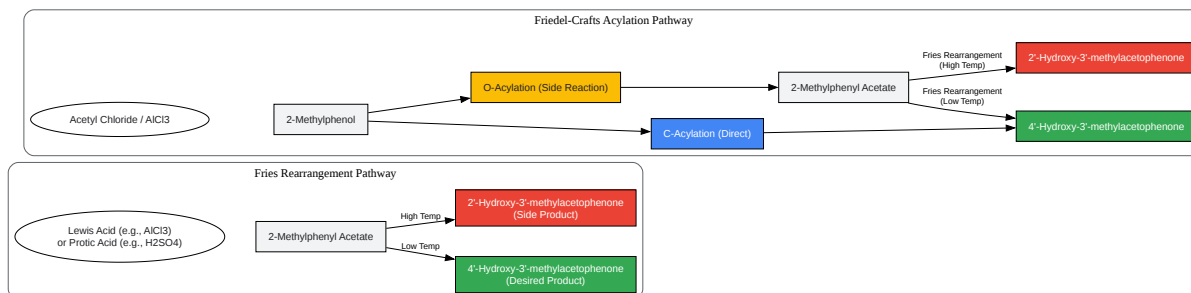 Friedel-Crafts Acylation Pathway
Acetyl Chloride / AlCl3
2-Methylphenol
O-Acylation (Side Reaction)
C-Acylation (Direct)
2-Methylphenyl Acetate
Fries Rearrangement
(High Temp)
Fries Rearrangement
(Low Temp)
2'-Hydroxy-3'-methylacetophenone
4'-Hydroxy-3'-methylacetophenone
Fries Rearrangement Pathway
Lewis Acid (e.g., AlCl3)
or Protic Acid (e.g., H2SO4)
2-Methylphenyl Acetate
High Temp
Low Temp
2'-Hydroxy-3'-methylacetophenone
(Side Product)
4'-Hydroxy-3'-methylacetophenone
(Desired Product)